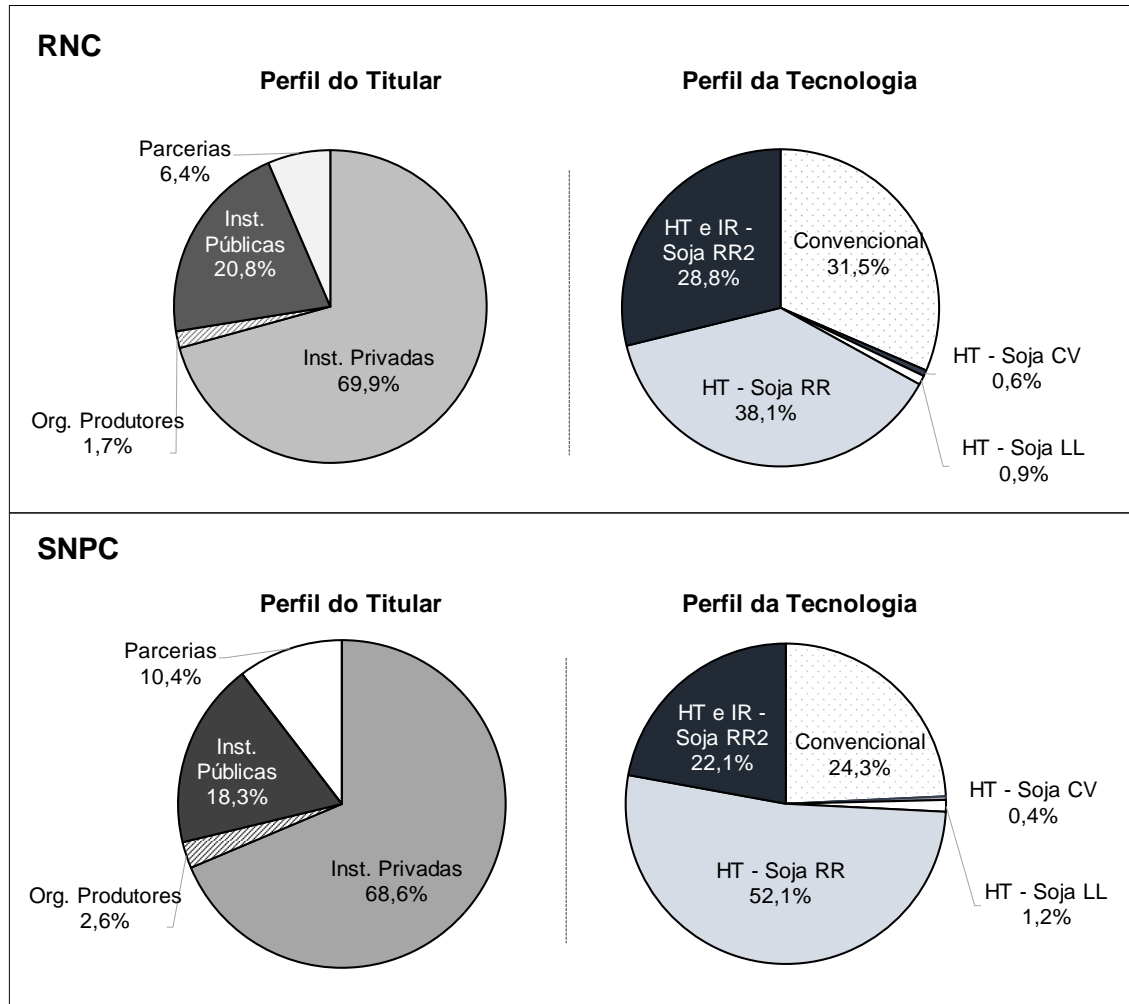 RNC
Perfil do Titular
Parcerias
6,4%
Inst.
Públicas
20,8%
Inst. Privadas
69,9%
Org. Produtores
1,7%
Perfil da Tecnologia
HT e IR -
Soja RR2
28,8%
Convencional
31,5%
HT - Soja CV
0,6%
HT - Soja RR
38,1%
HT - Soja LL
0,9%
SNPC
Perfil do Titular
Parcerias
10,4%
Inst.
Públicas
18,3%
Inst. Privadas
68,6%
Org. Produtores
2,6%
Perfil da Tecnologia
HT e IR -
Soja RR2
22,1%
Convencional
24,3%
HT - Soja CV
0,4%
HT - Soja RR
52,1%
HT - Soja LL
1,2%